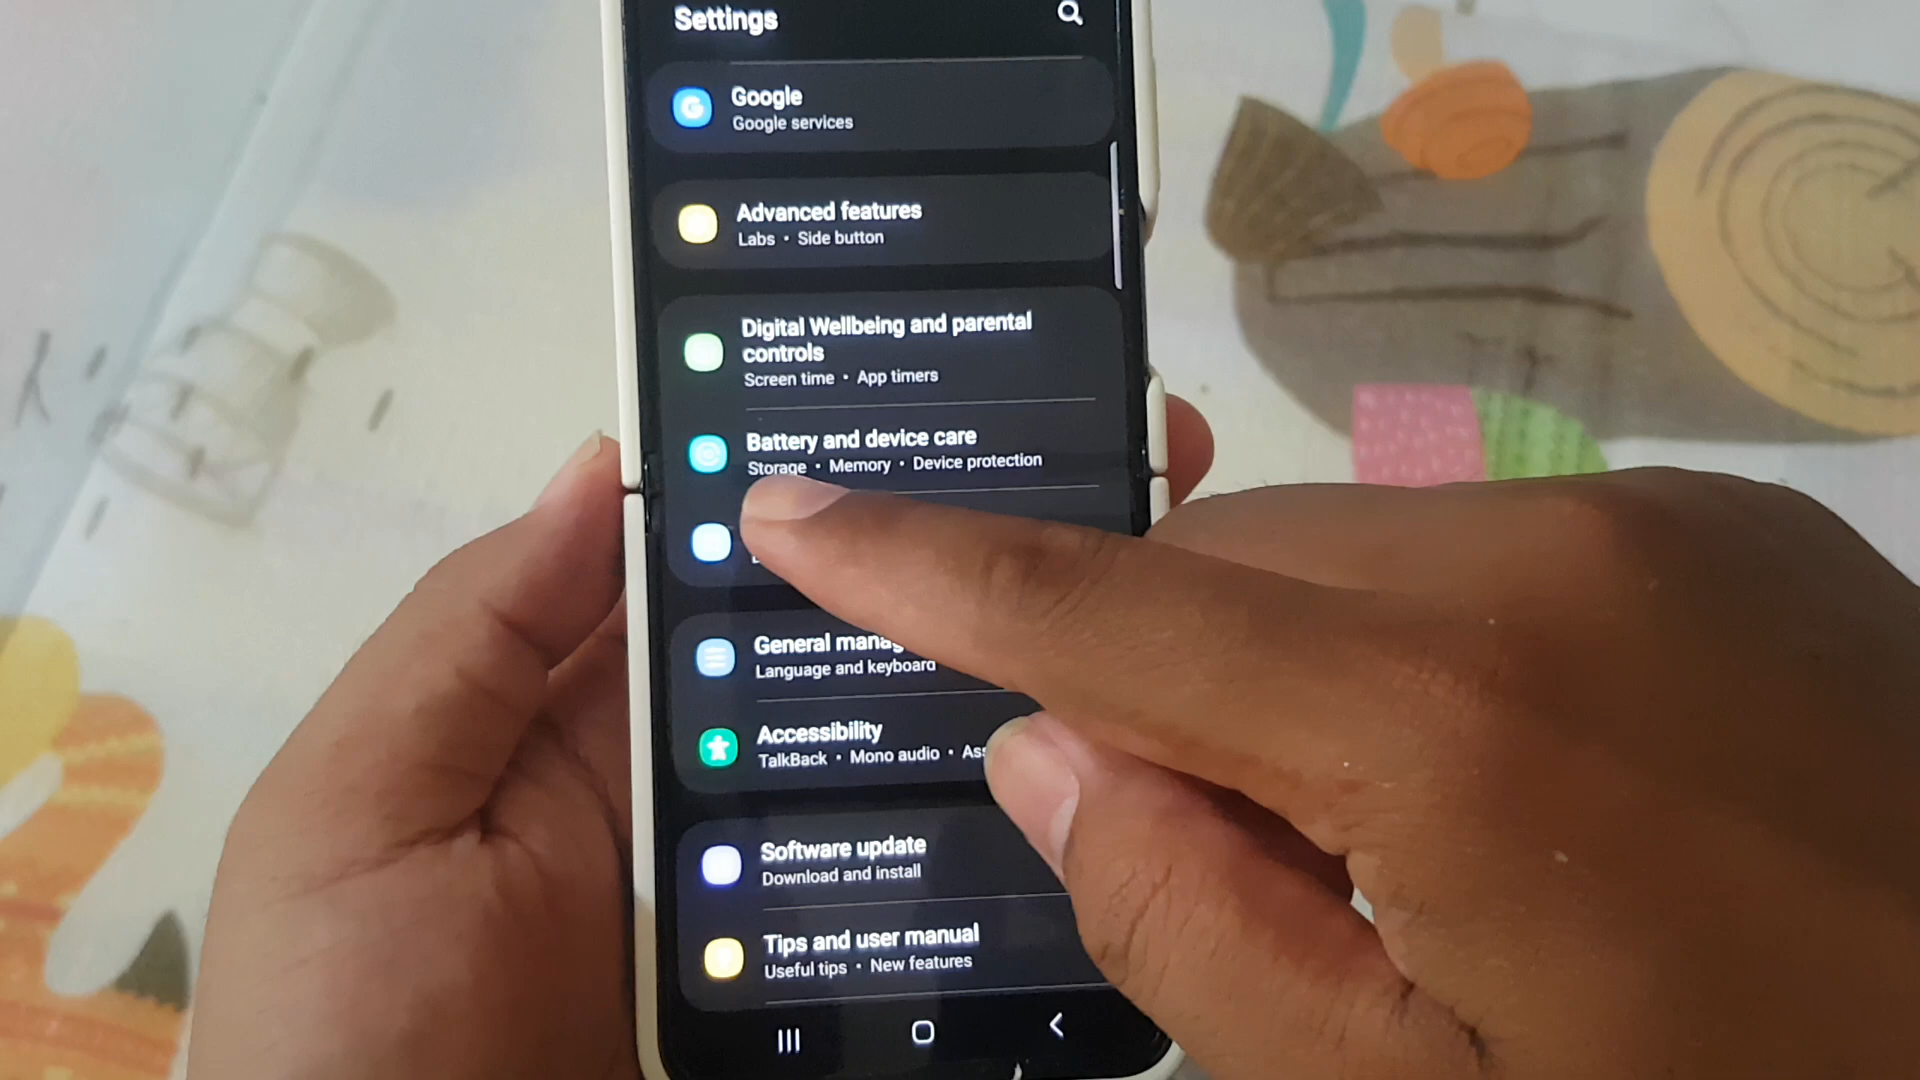 Settings
Google
Google services
Advanced features
Labs • Side button
Digital Wellbeing and parental
controls
Screen time • App timers
Battery and device care
Storage • Memory • Device protection
General
Language and keyboard
Accessibility
TalkBack • Mono audio •
Software update
Download and install
Tips and user manual
Useful tips • New features